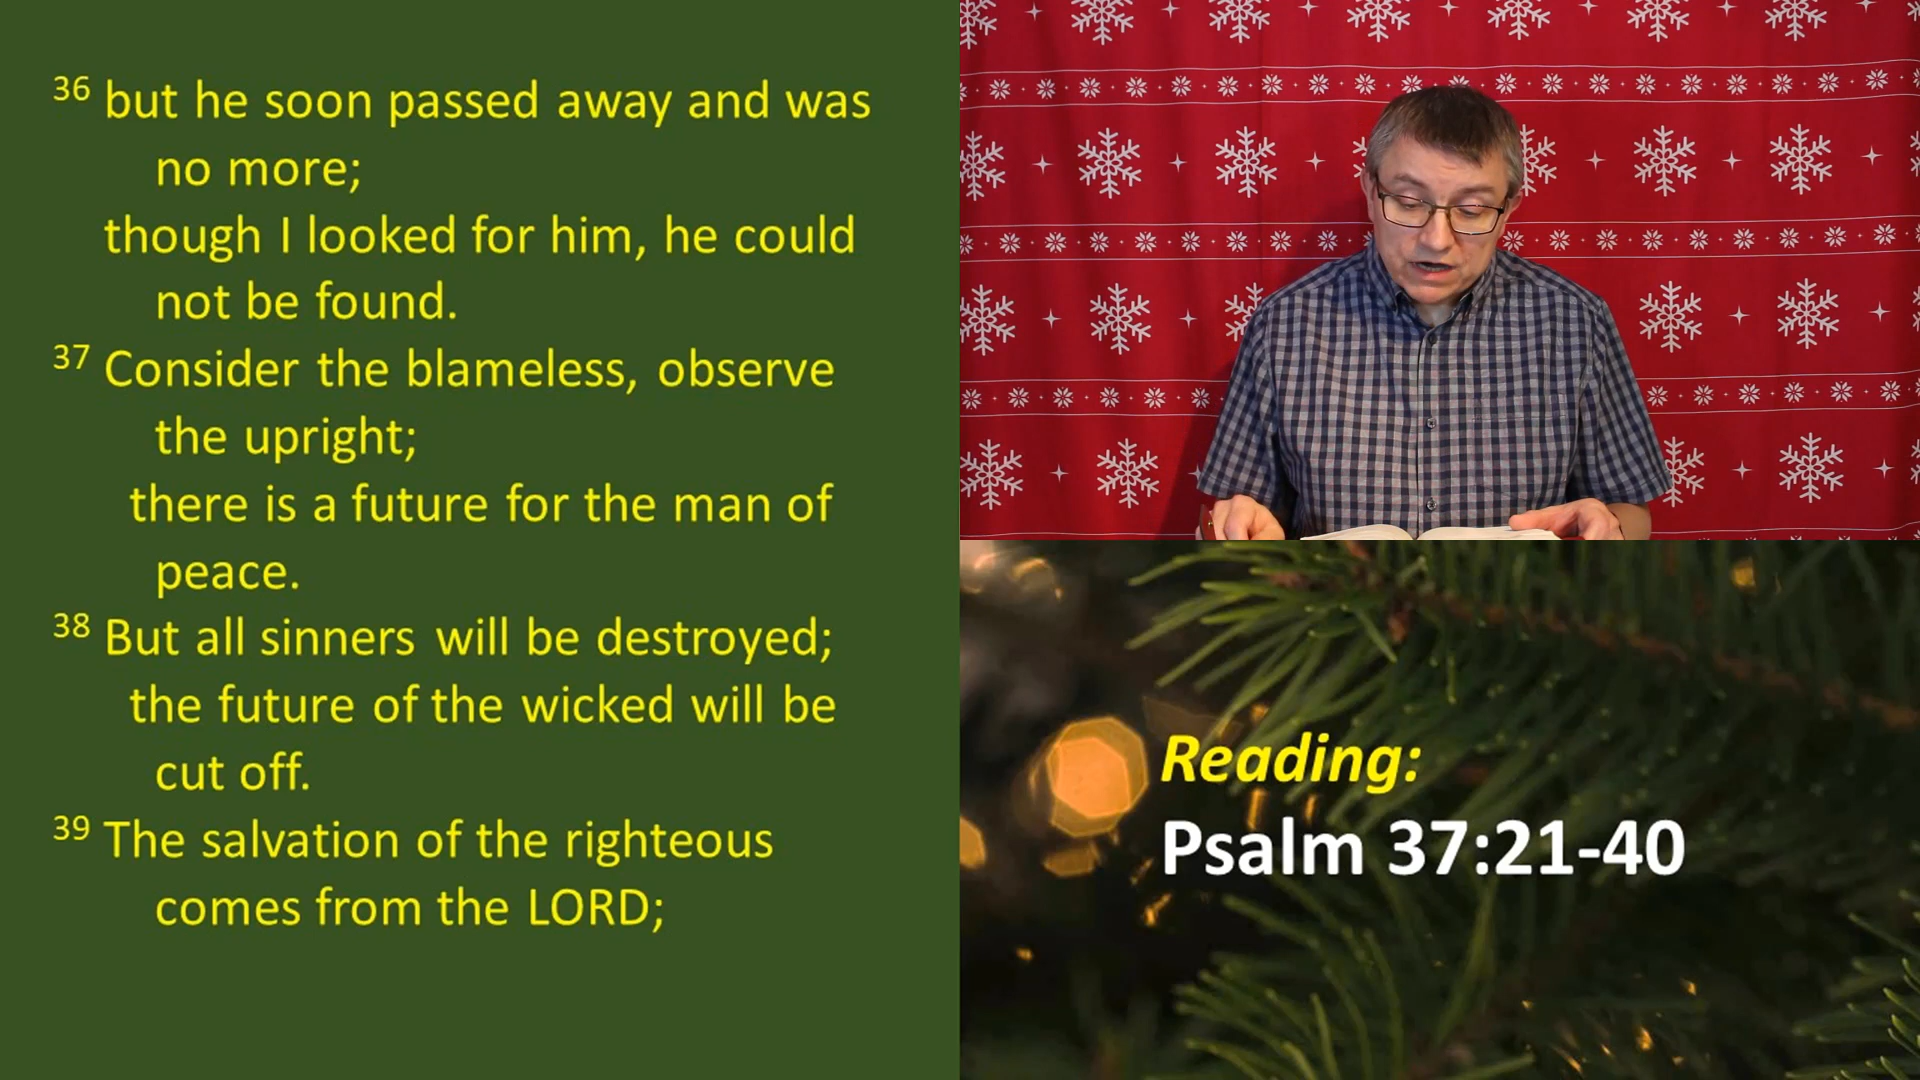 36 but he soon passed away and was
no more;
though I looked for him, he could
not be found.
37 Consider the blameless, observe
the upright;
there is a future for the man of
peace.
38 But all sinners will be destroyed;
the future of the wicked will be
cut off.
39 The salvation of the righteous
comes from the LORD;
Reading:
Psalm 37:21-40